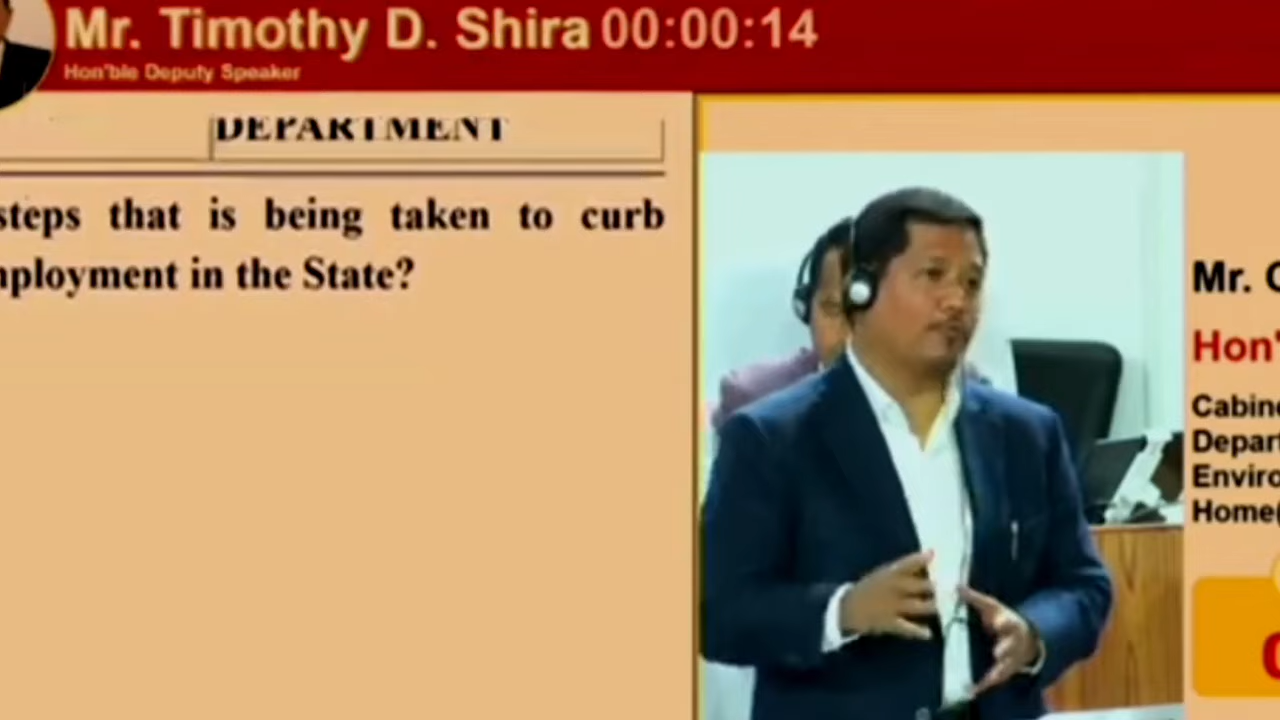 Mr. Timothy D. Shira 00:00:14
Hon'ble Deputy Speaker
DEPARTMENT
steps that is being taken to curb
mployment in the State?
Mr.
Hon'
Cabine
Depart
Enviro
Home(